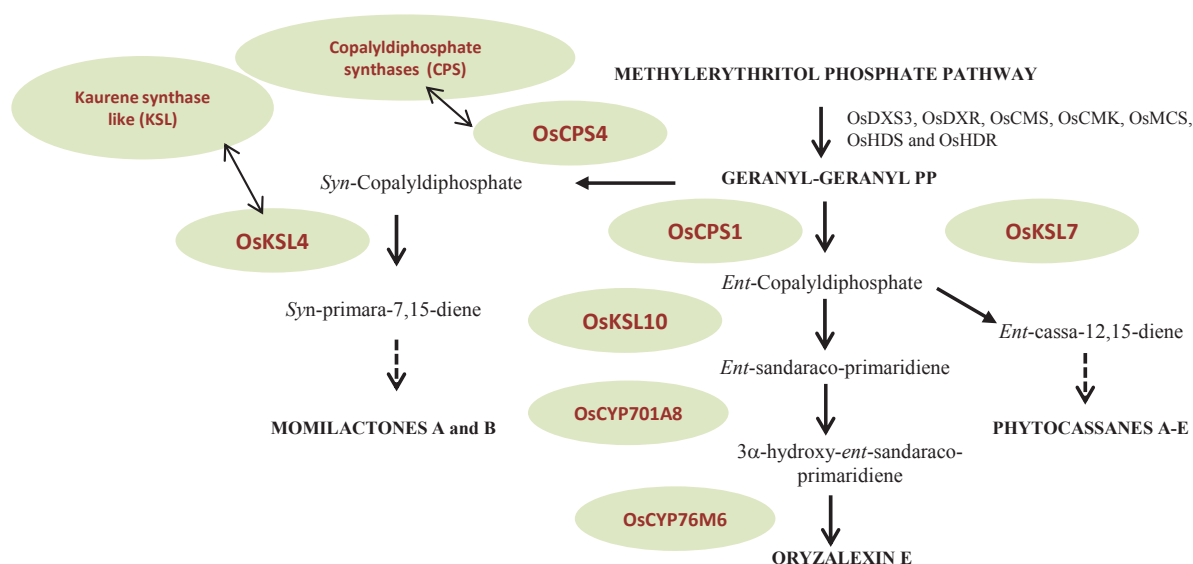 Copalyldiphosphate
synthases (CPS)
Kaurene synthase
like (KSL)
METHYLERYTHRITOL PHOSPHATE PATHWAY
OsDXS3, OsDXR, OsCMS, OsCMK, OsMCS,
OsHDS and OsHDR
OsCPS4
Syn-Copalyldiphosphate
GERANYL-GERANYL PP
OsKSL4
OsCPS1
OsKSL7
Ent-Copalyldiphosphate
Syn-primara-7,15-diene
OsKSL10
Ent-cassa-12,15-diene
Ent-sandaraco-primaridiene
OsCYP701A8
MOMILACTONES A and B
PHYTOCASSANES A-E
3α-hydroxy-ent-sandaraco-
primaridiene
OsCYP76M6
ORYZALEXIN E